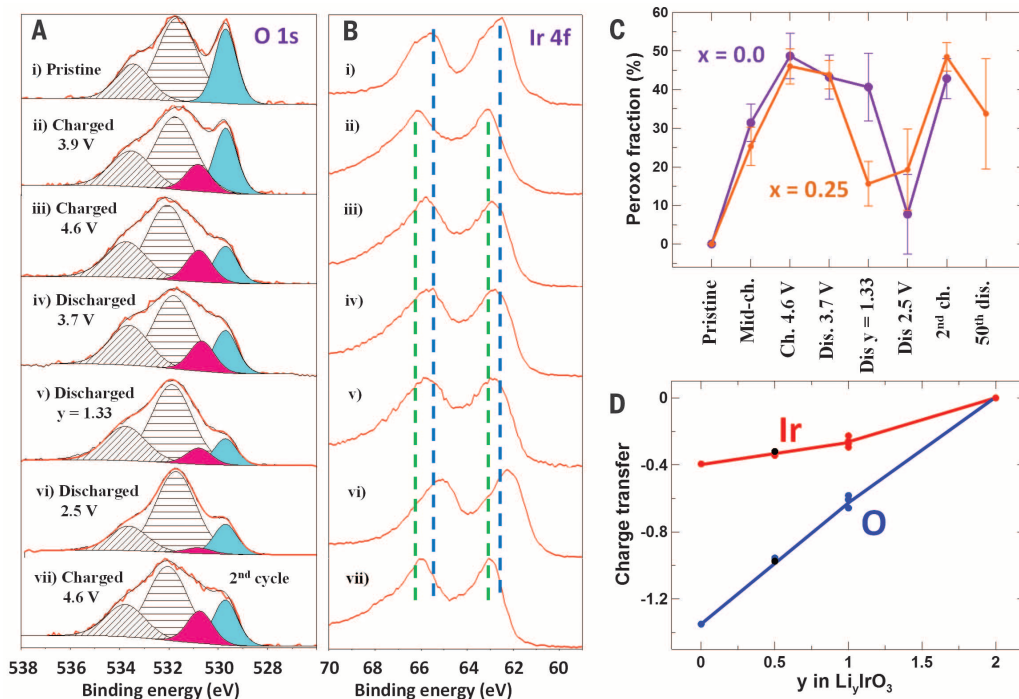 A
O 1s
i) Pristine
ii) Charged
3.9 V
iii) Charged
4.6 V
iv) Discharged
3.7 V
v) Discharged
y = 1.33
vi) Discharged
2.5 V
vii) Charged
4.6 V
2nd cycle
538 536 534 532 530 528 526
Binding energy (eV)
B
Ir 4f
i)
ii)
iii)
iv)
v)
vi)
vii)
70 68 66 64 62 60
Binding energy (eV)
C
60
50
40
30
20
10
0
Peroxo fraction (%)
x = 0.0
x = 0.25
Pristine
Mid-ch.
Ch. 4.6 V
Dis. 3.7 V
Dis y = 1.33
Dis 2.5 V
2nd ch.
50th dis.
D
0
-0.4
-0.8
-1.2
Charge transfer
Ir
O
0 0.5 1 1.5 2
y in LiyIrO3